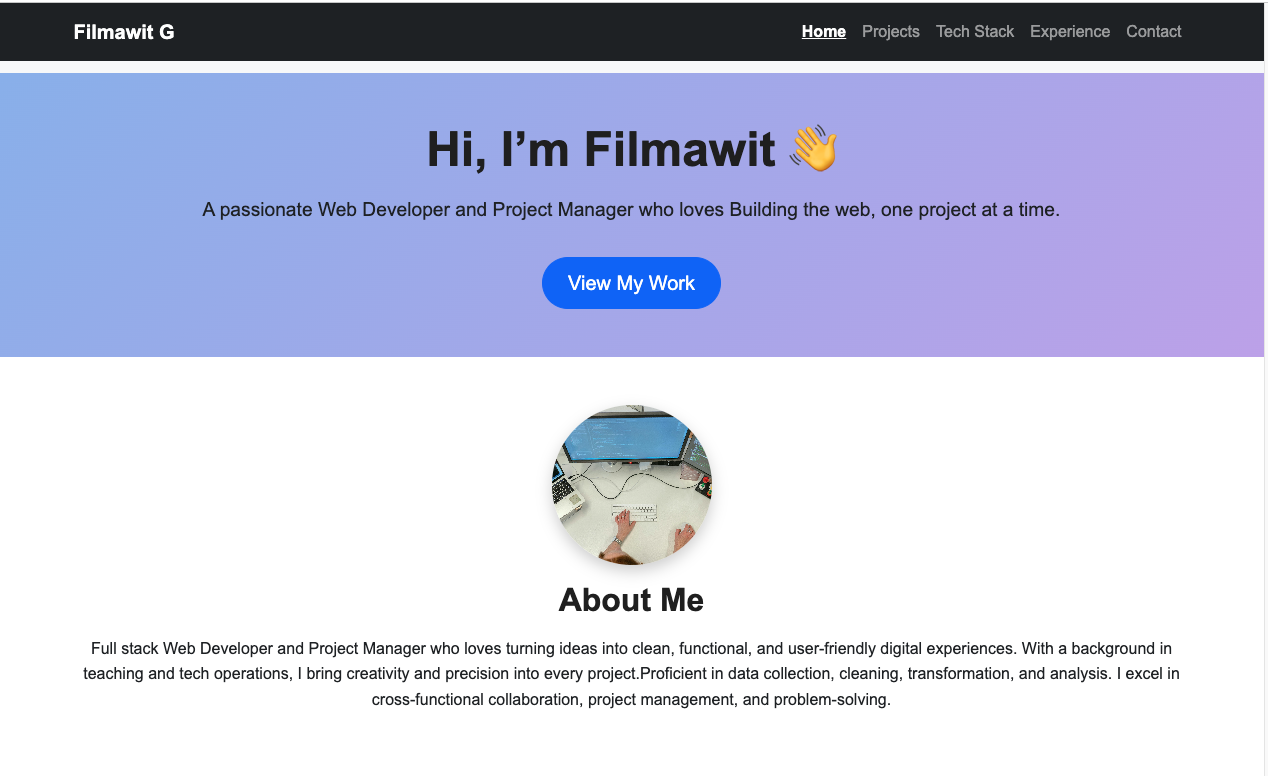 Filmawit G
Home Projects Tech Stack Experience Contact
Hi, I’m Filmawit 👋
A passionate Web Developer and Project Manager who loves Building the web, one project at a time.
View My Work
About Me
Full stack Web Developer and Project Manager who loves turning ideas into clean, functional, and user-friendly digital experiences. With a background in
teaching and tech operations, I bring creativity and precision into every project.Proficient in data collection, cleaning, transformation, and analysis. I excel in
cross-functional collaboration, project management, and problem-solving.